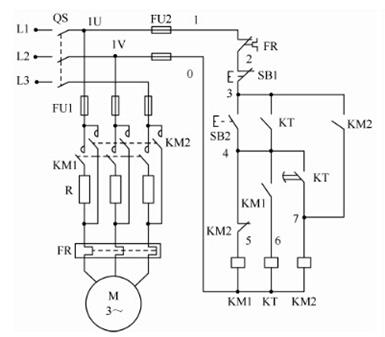 QS 1U FU2 1
L1
1V FR
L2 2
0 SB1
L3
3
FU1
KM2 KT KM2
SB2
4
KM1
KM1 KT
R
7
KM2
5 6
FR
M
3～
KM1 KT KM2